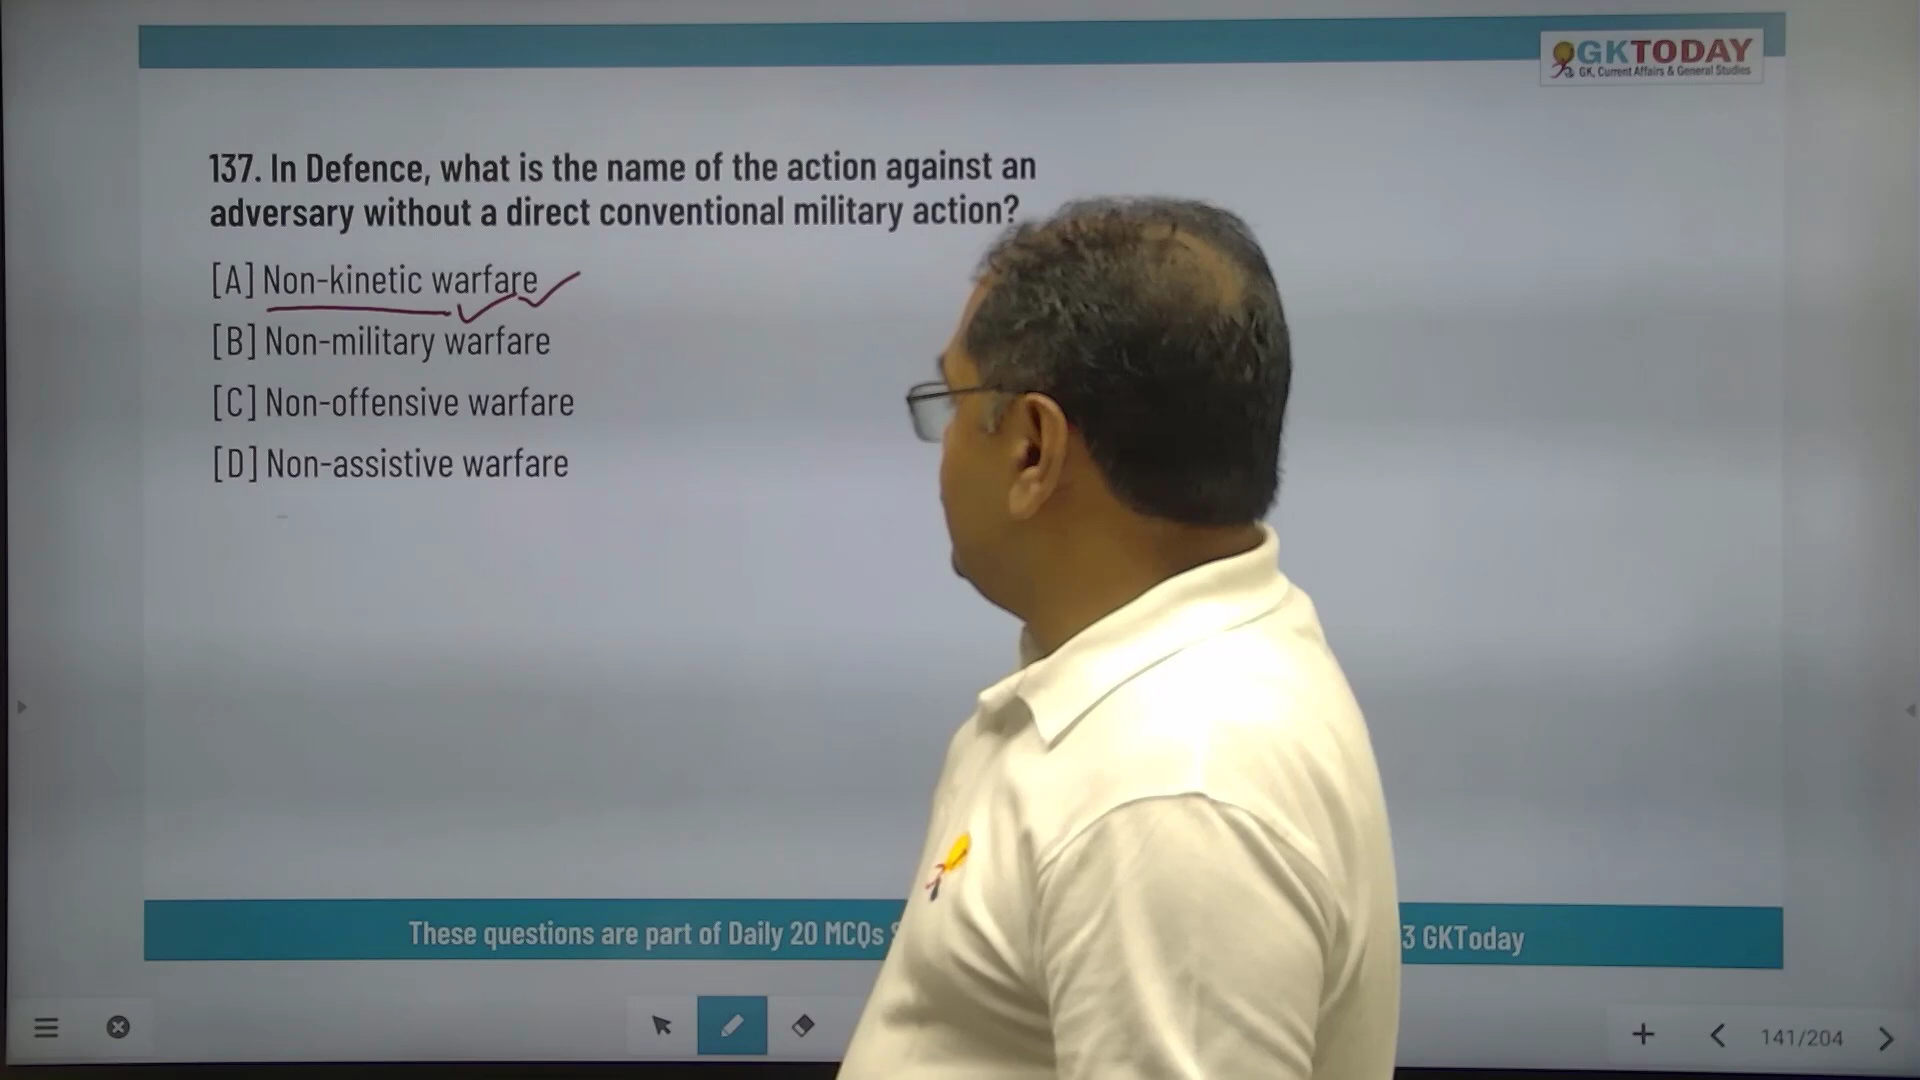 GKTODAY
GK, Current Affairs & General Studies
137. In Defence, what is the name of the action against an
adversary without a direct conventional military action?
[A] Non-kinetic warfare
[B] Non-military warfare
[C] Non-offensive warfare
[D] Non-assistive warfare
These questions are part of Daily 20 MCQs
3 GKToday
141/204